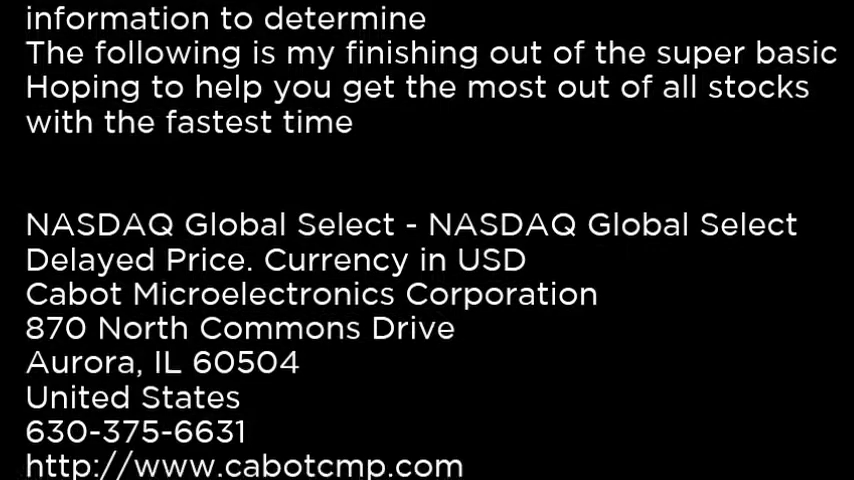 information to determine
The following is my finishing out of the super basic
Hoping to help you get the most out of all stocks
with the fastest time
NASDAQ Global Select - NASDAQ Global Select
Delayed Price. Currency in USD
Cabot Microelectronics Corporation
870 North Commons Drive
Aurora, IL 60504
United States
630-375-6631
http://www.cabotcmp.com